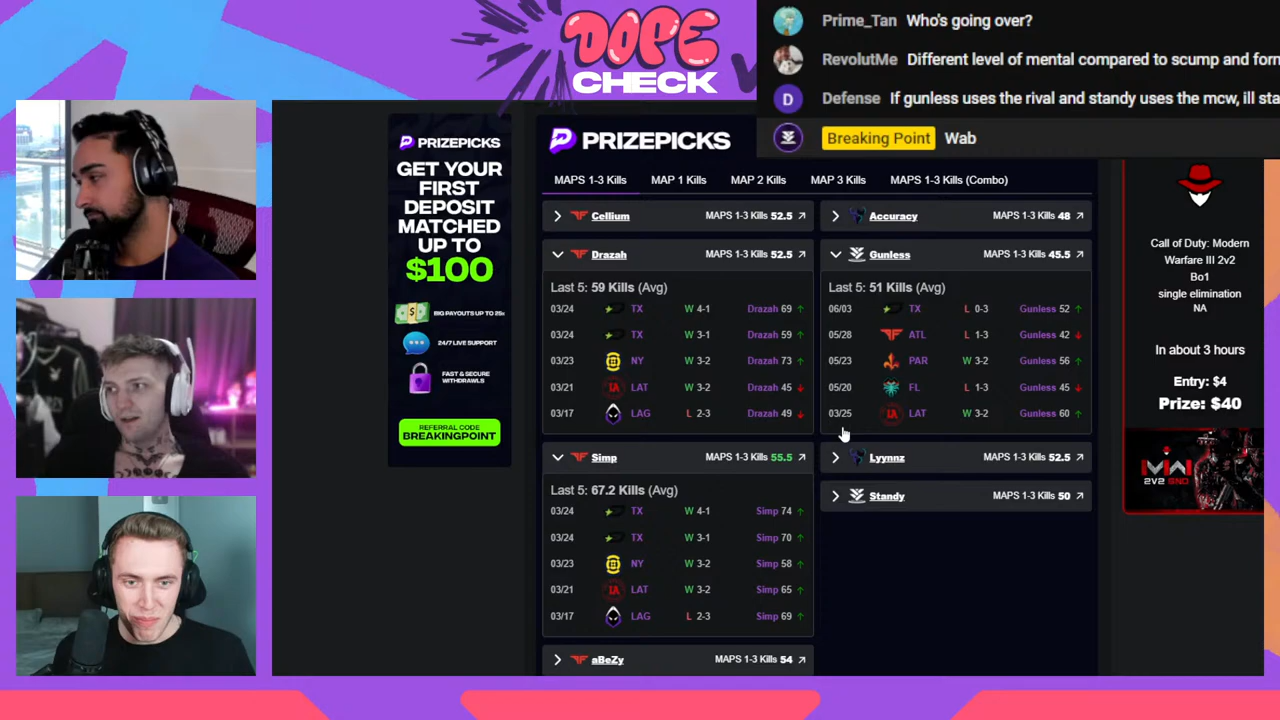 DOPE
CHECK
Prime_Tan Who's going over?
RevolutMe Different level of mental compared to scump and
D Defense If gunless uses the rival and standy uses the mcw, ill
Breaking Point Wab
PRIZEPICKS
GET YOUR
FIRST
DEPOSIT
MATCHED
UP TO
$100
BIG PAYOUTS UP TO 25x
24/7 LIVE SUPPORT
FAST & SECURE
WITHDRAWLS
REFERRAL CODE
BREAKINGPOINT
PRIZEPICKS
MAPS 1-3 Kills MAP 1 Kills MAP 2 Kills MAP 3 Kills MAPS 1-3 Kills (Combo)
Cellium MAPS 1-3 Kills 52.5
Drazah MAPS 1-3 Kills 52.5
Last 5: 59 Kills (Avg)
03/24 TX W 4-1 Drazah 69
03/24 TX W 3-1 Drazah 59
03/23 NY W 3-2 Drazah 73
03/21 LAT W 3-2 Drazah 45
03/17 LAG L 2-3 Drazah 49
Simp MAPS 1-3 Kills 55.5
Last 5: 67.2 Kills (Avg)
03/24 TX W 4-1 Simp 74
03/24 TX W 3-1 Simp 70
03/23 NY W 3-2 Simp 58
03/21 LAT W 3-2 Simp 65
03/17 LAG L 2-3 Simp 69
aBeZy MAPS 1-3 Kills 54
Accuracy MAPS 1-3 Kills 48
Gunless MAPS 1-3 Kills 45.5
Last 5: 51 Kills (Avg)
06/03 TX L 0-3 Gunless 52
05/28 ATL L 1-3 Gunless 42
05/23 PAR W 3-2 Gunless 56
05/20 FL L 1-3 Gunless 45
03/25 LAT W 3-2 Gunless 60
Lyynnz MAPS 1-3 Kills 52.5
Standy MAPS 1-3 Kills 50
Call of Duty: Modern
Warfare III 2v2
Bo1
single elimination
NA
In about 3 hours
Entry: $4
Prize: $40
2V2 GND